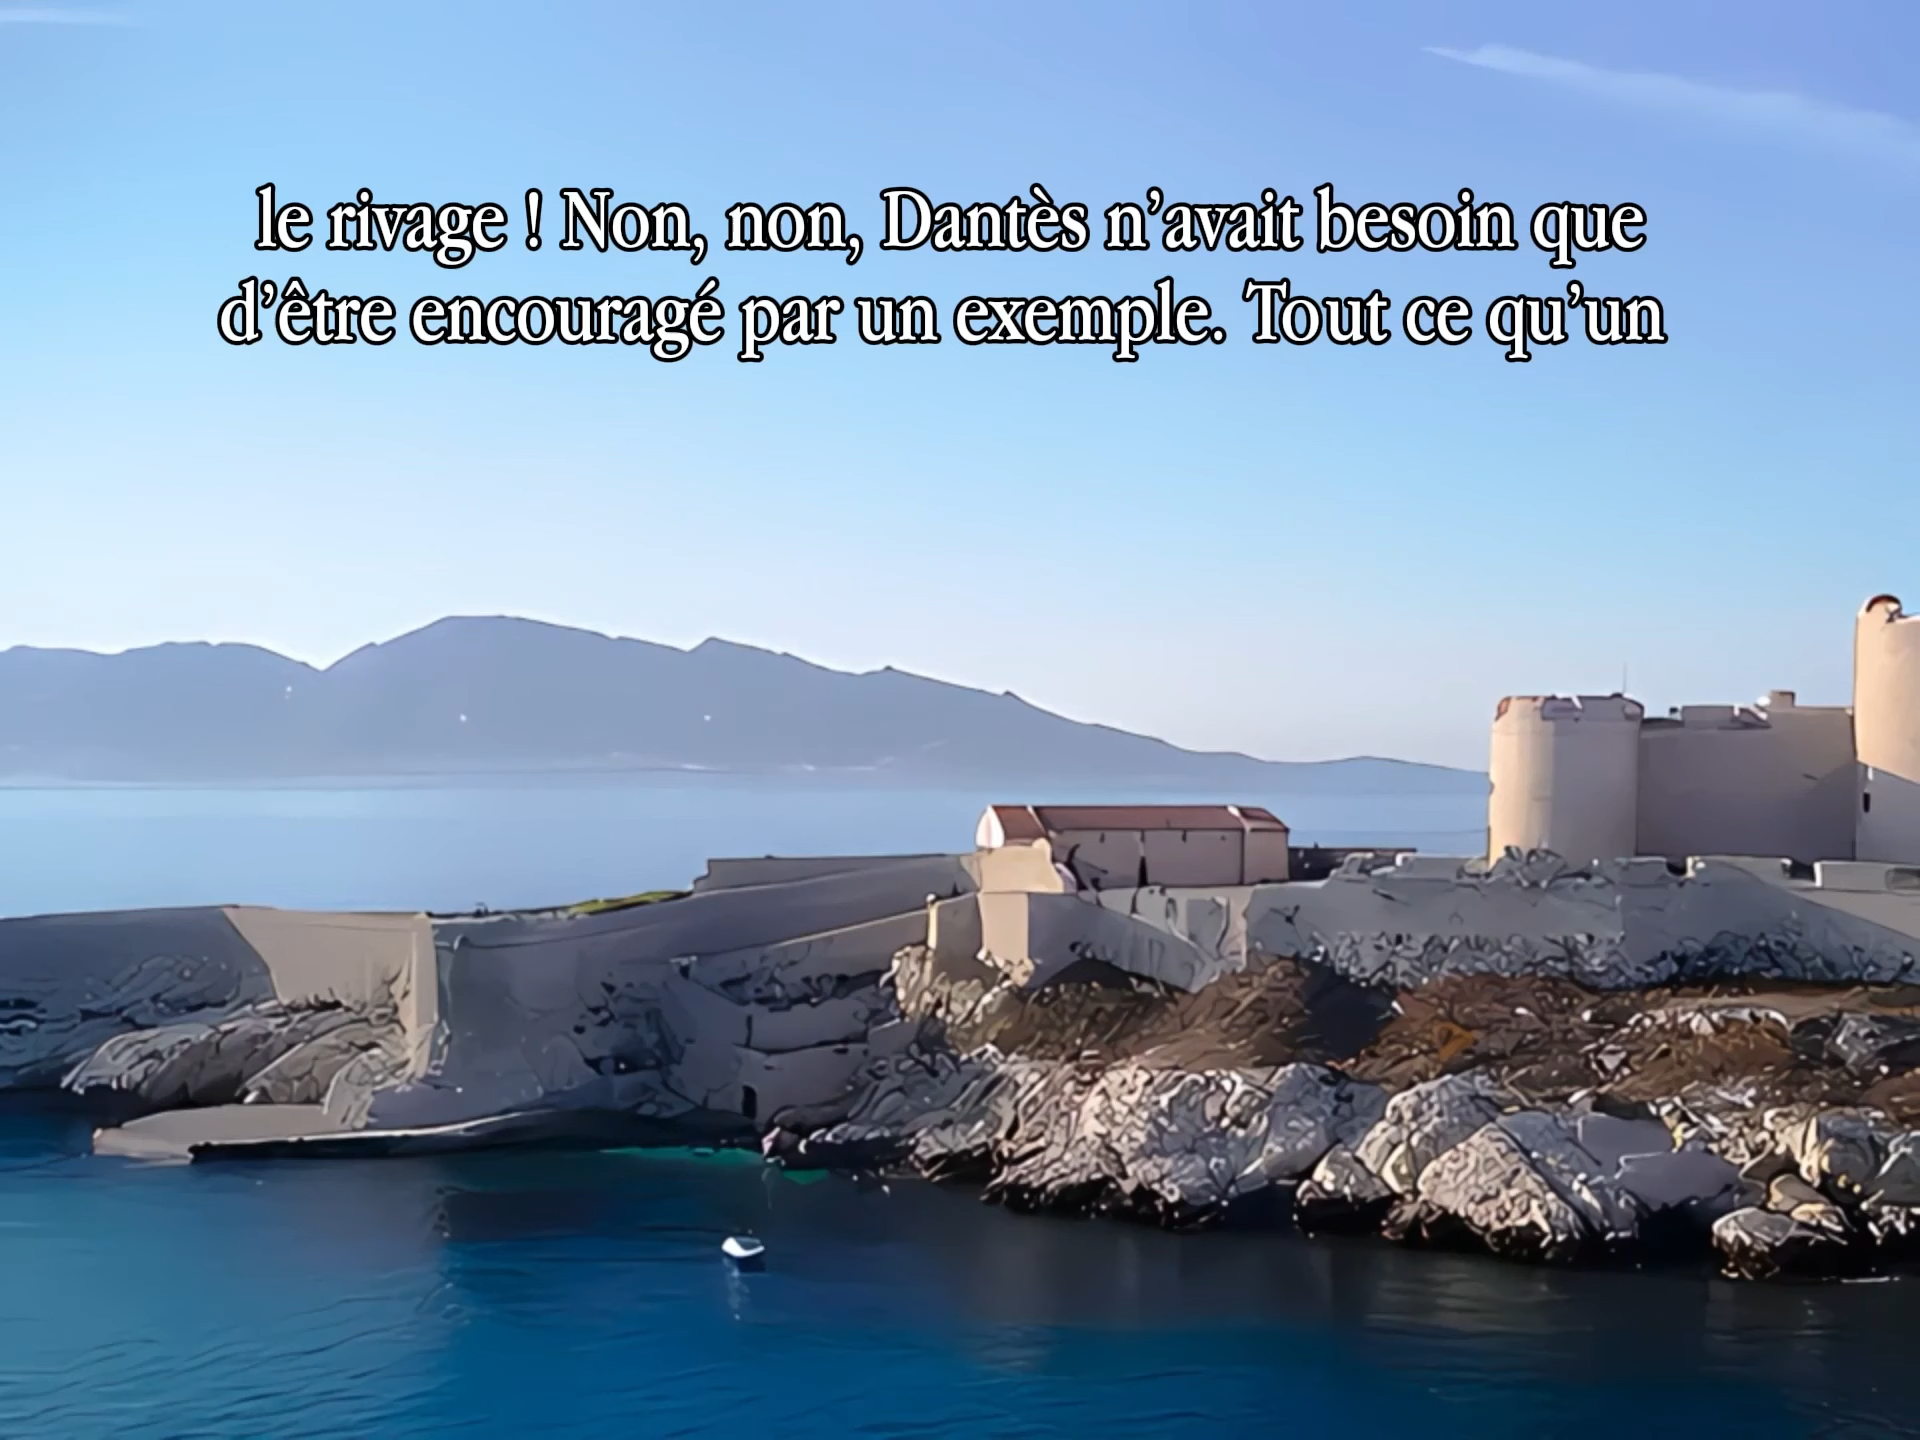 le rivage ! Non, non, Dantès n’avait besoin que
d’être encouragé par un exemple. Tout ce qu’un